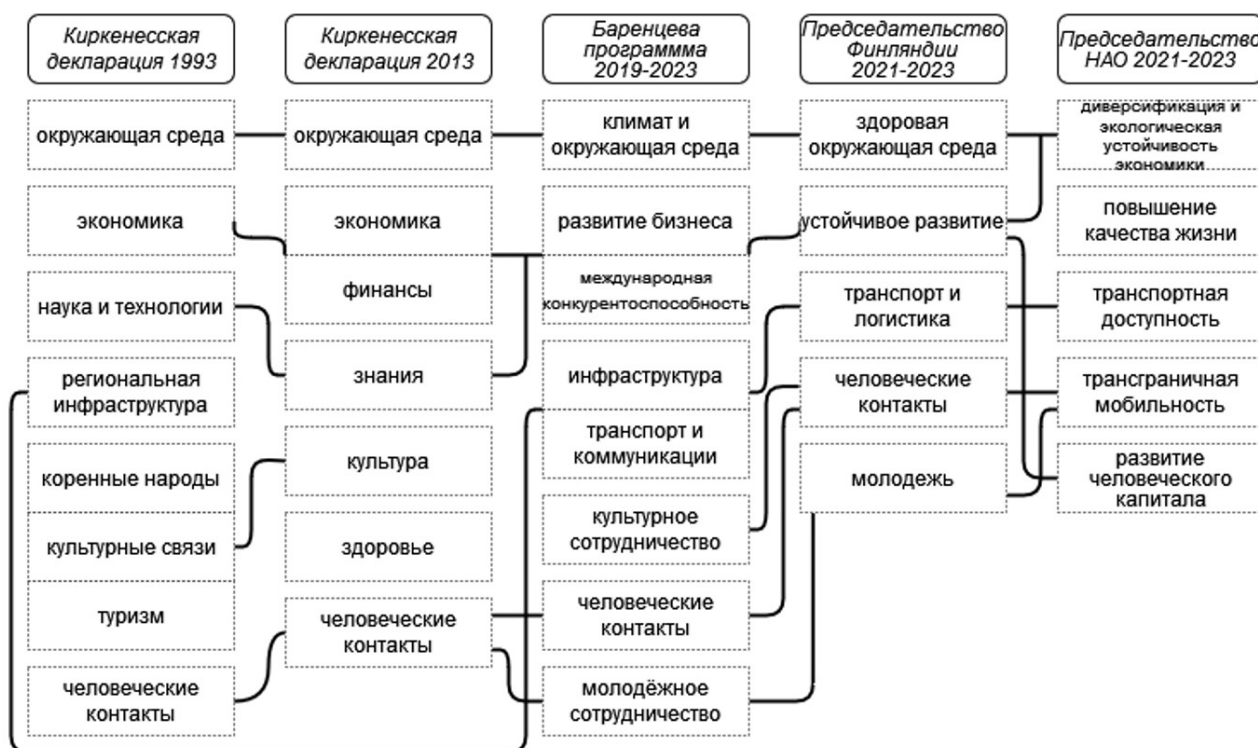 Киркенесская
декларация 1993
Киркенесская
декларация 2013
Баренцева
программма
2019-2023
Председательство
Финляндии
2021-2023
Председательство
НАО 2021-2023
окружающая среда
экономика
наука и технологии
региональная
инфраструктура
коренные народы
культурные связи
туризм
человеческие
контакты
окружающая среда
экономика
финансы
знания
культура
здоровье
человеческие
контакты
климат и
окружающая среда
развитие бизнеса
международная
конкурентоспособность
инфраструктура
транспорт и
коммуникации
культурное
сотрудничество
человеческие
контакты
молодёжное
сотрудничество
здоровая
окружающая среда
устойчивое развитие
транспорт и
логистика
человеческие
контакты
молодежь
диверсификация и
экологическая
устойчивость
экономики
повышение
качества жизни
транспортная
доступность
трансграничная
мобильность
развитие
человеческого
капитала